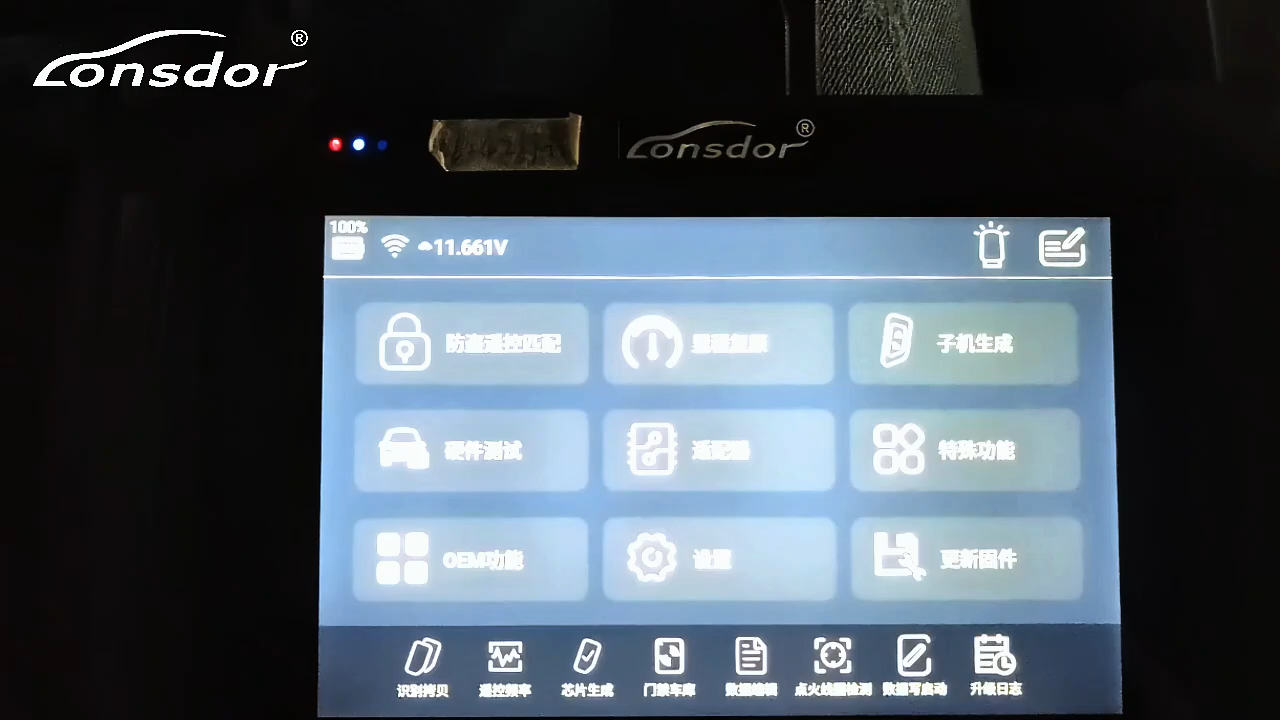 Lonsdor®
Lonsdor®
100%
11.661V
防盗遥控匹配
子机生成
硬件测试
适配器
特殊功能
OEM功能
设置
更新固件
识别拷贝
遥控频率
芯片生成
门禁车库
数据编辑
点火线圈检测
数据写启动
升级日志